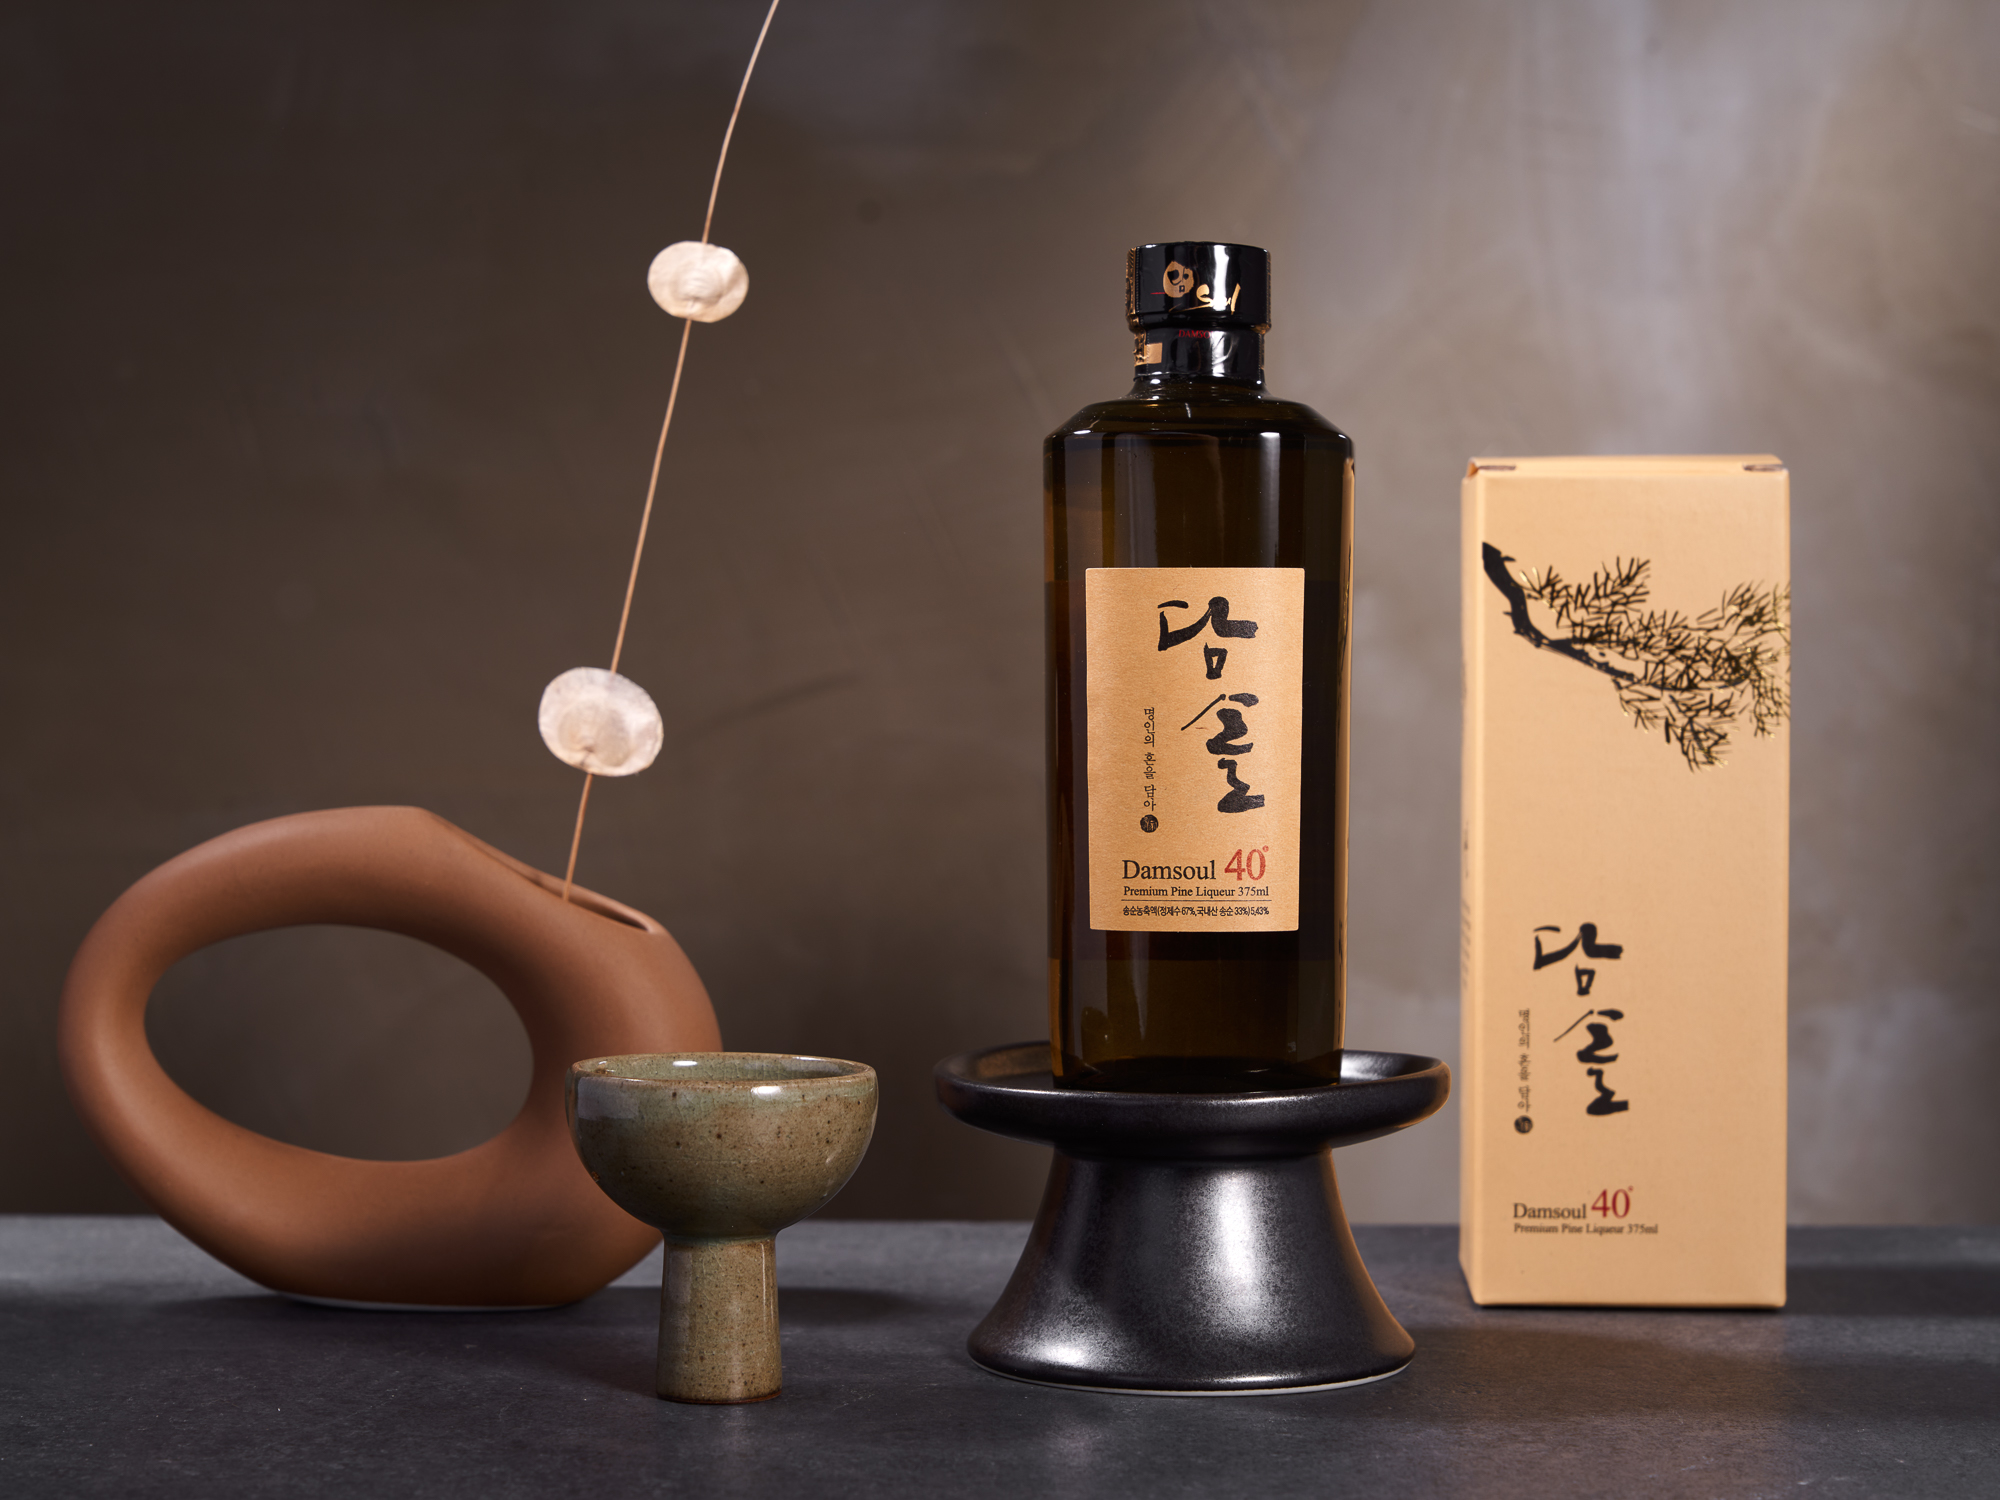 담
Soul
담솔
명인의 혼을 담아
Damsoul 40°
Premium Pine Liqueur 375ml
송순농축액(정제수 67%, 국내산 송순 33%) 5.43%
담솔
명인의 혼을 담아
Damsoul 40°
Premium Pine Liqueur 375ml